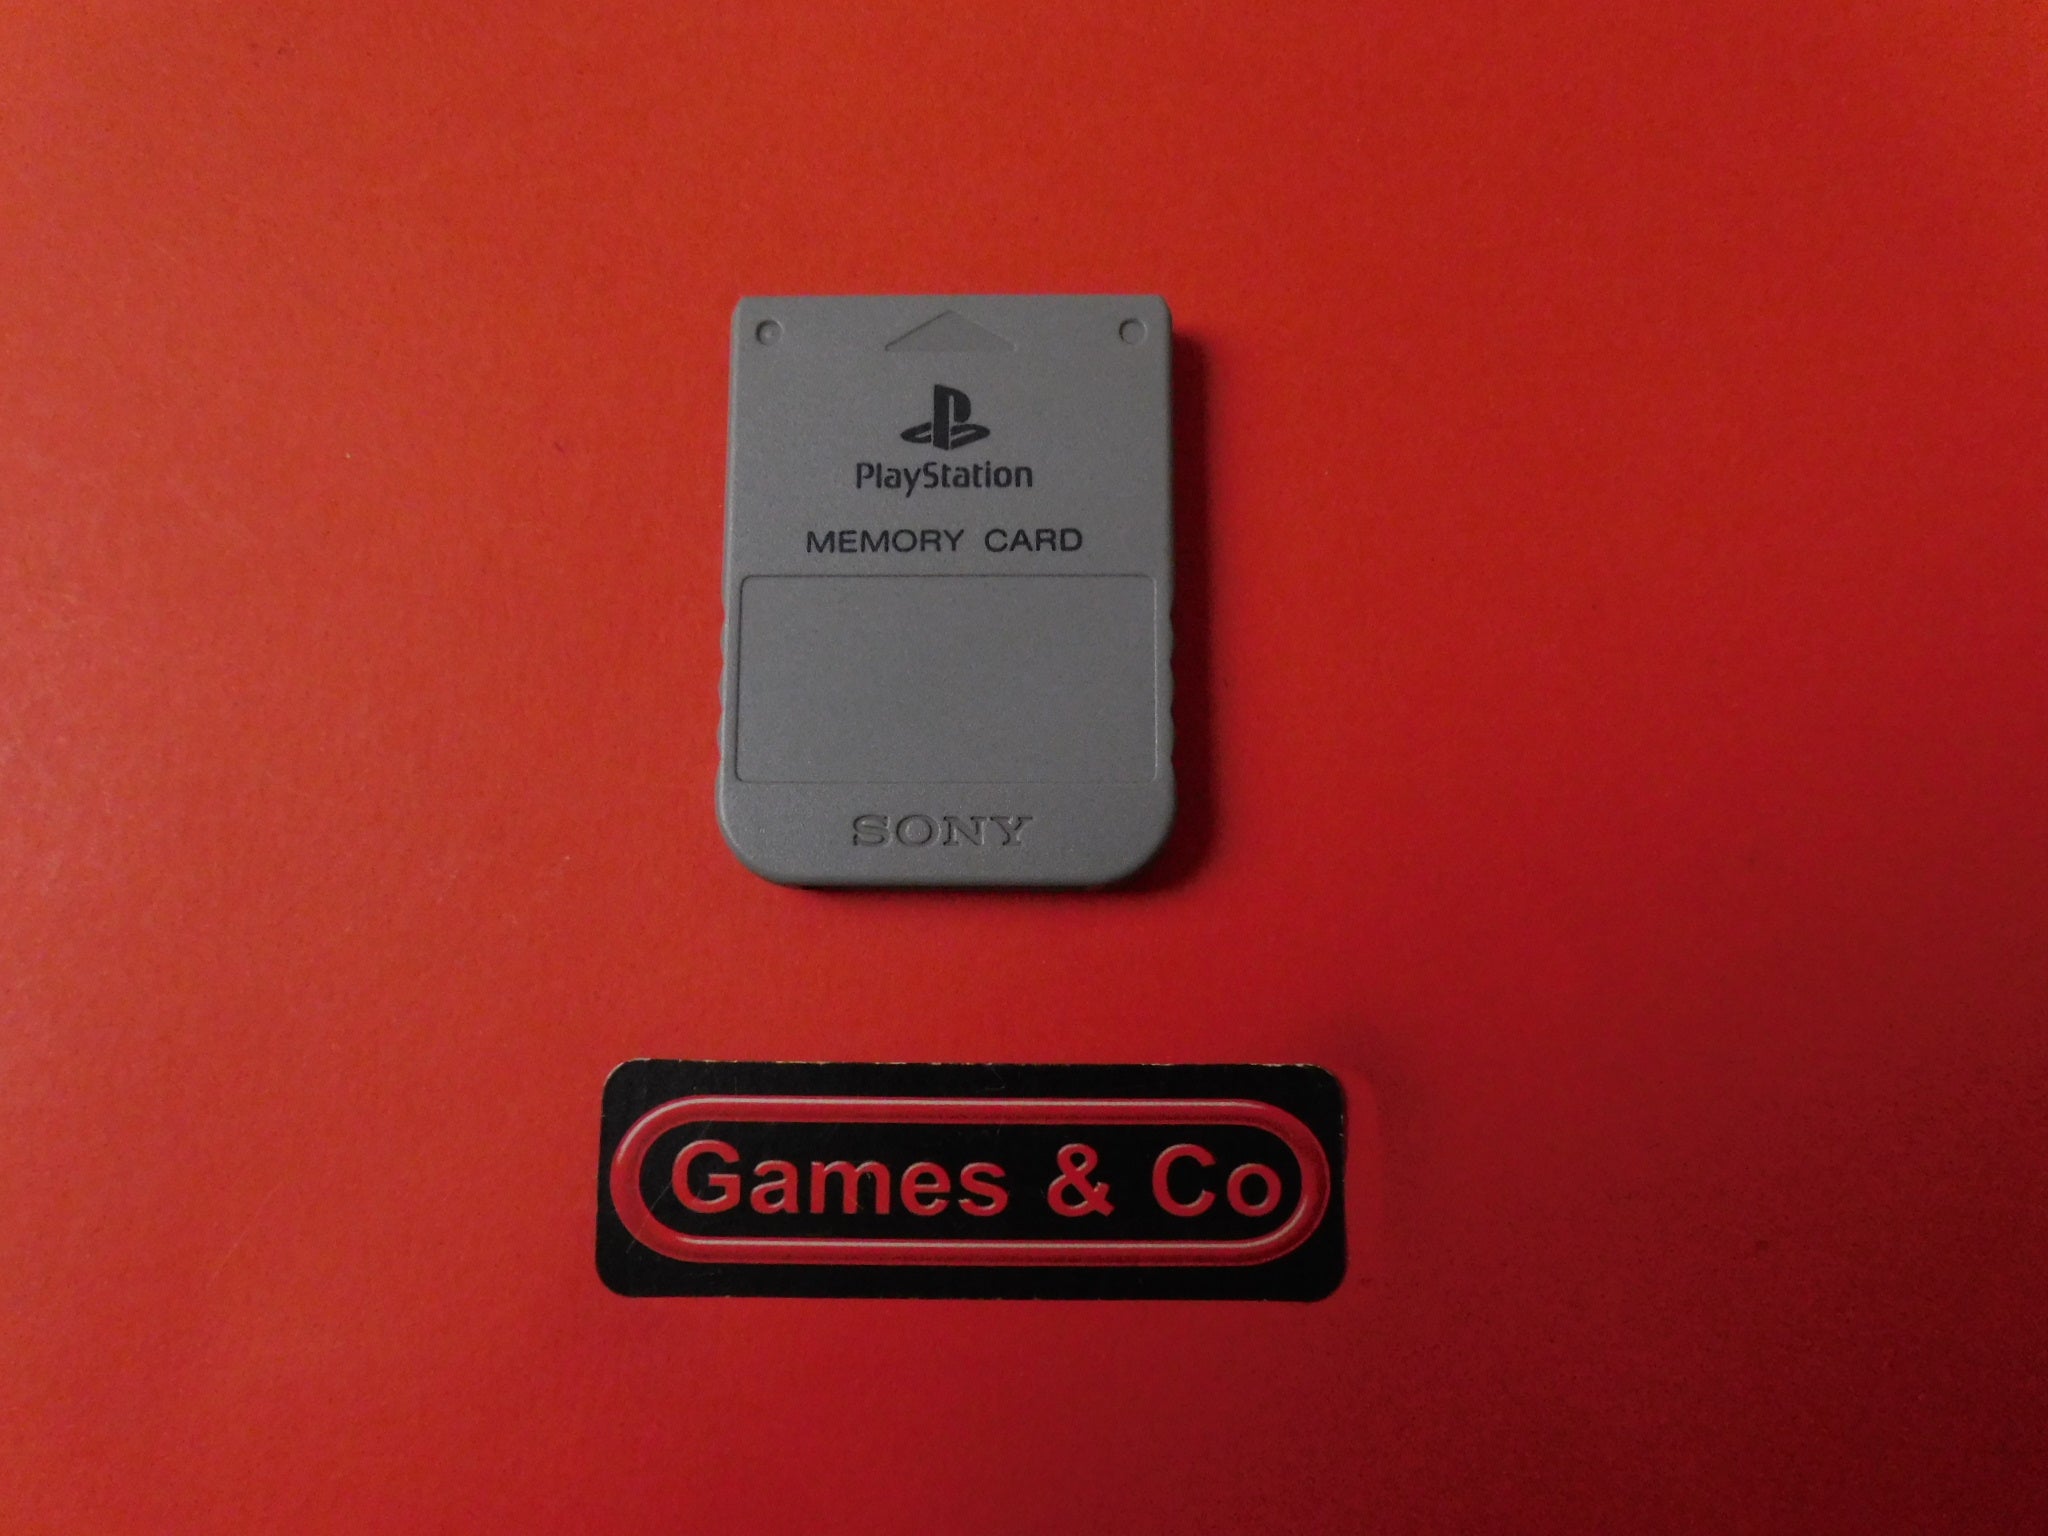 PlayStation
MEMORY CARD
SONY
Games & Co